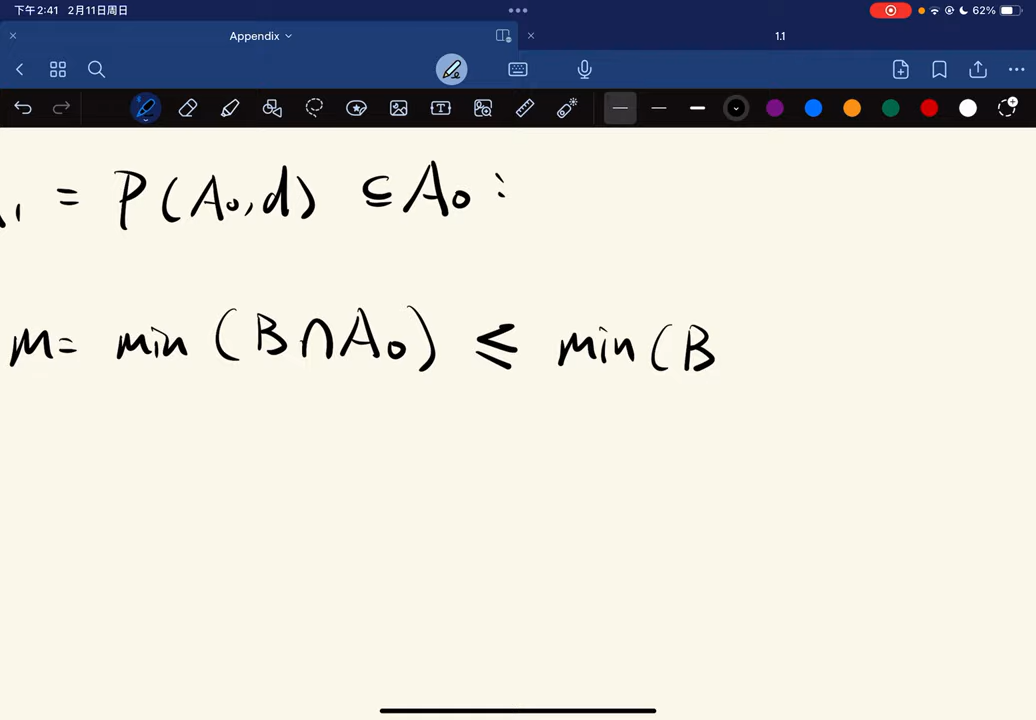 下午2:41 2月11日周日
62%
Appendix
1.1
1 = P(A₀,d) ⊆ A₀ :
m = min (B ∩ A₀) ≤ min (B